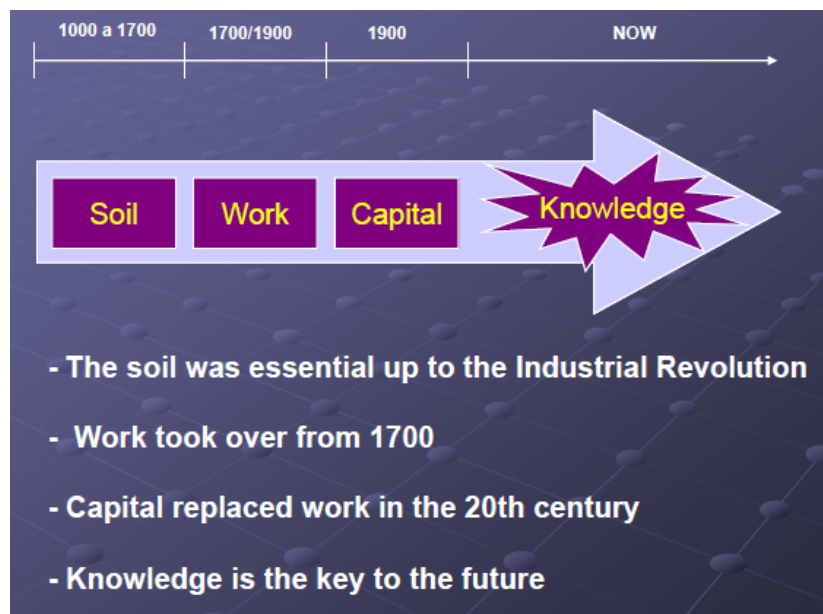 1000 a 1700 1700/1900 1900 NOW
Soil Work Capital Knowledge
- The soil was essential up to the Industrial Revolution
- Work took over from 1700
- Capital replaced work in the 20th century
- Knowledge is the key to the future